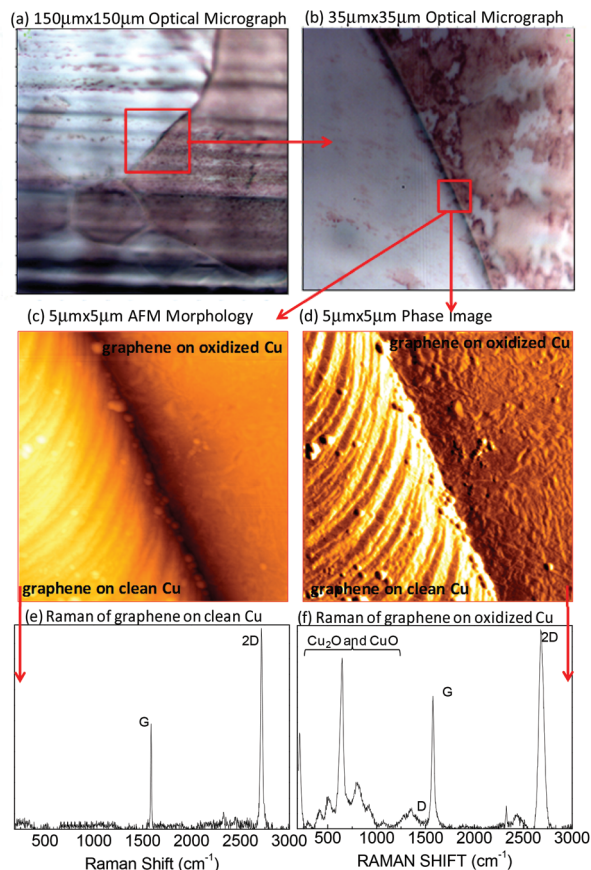 (a) 150µmx150µm Optical Micrograph
(b) 35µmx35µm Optical Micrograph
(c) 5µmx5µm AFM Morphology
(d) 5µmx5µm Phase Image
graphene on oxidized Cu
graphene on oxidized Cu
graphene on clean Cu
graphene on clean Cu
(e) Raman of graphene on clean Cu
(f) Raman of graphene on oxidized Cu
2D
G
500 1000 1500 2000 2500 3000
Raman Shift (cm⁻¹)
Cu₂O and CuO
2D
G
D
500 1000 1500 2000 2500 3000
RAMAN SHIFT (cm⁻¹)